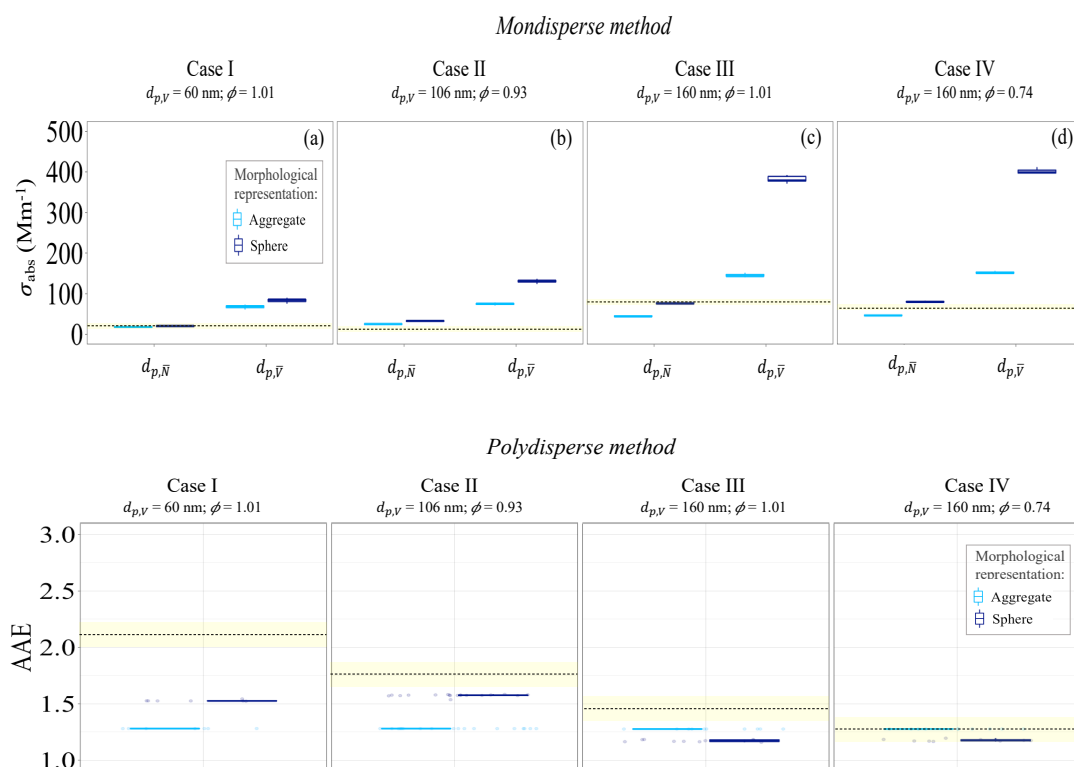 Mondisperse method
Case I
Case II
Case III
Case IV
d_{p,V} = 60 nm; ϕ = 1.01
d_{p,V} = 106 nm; ϕ = 0.93
d_{p,V} = 160 nm; ϕ = 1.01
d_{p,V} = 160 nm; ϕ = 0.74
500
400
300
200
100
0
σ_{abs} (Mm⁻¹)
(a)
(b)
(c)
(d)
Morphological
representation:
Aggregate
Sphere
d_{p,N̅}
d_{p,V̅}
d_{p,N̅}
d_{p,V̅}
d_{p,N̅}
d_{p,V̅}
d_{p,N̅}
d_{p,V̅}
Polydisperse method
Case I
Case II
Case III
Case IV
d_{p,V} = 60 nm; ϕ = 1.01
d_{p,V} = 106 nm; ϕ = 0.93
d_{p,V} = 160 nm; ϕ = 1.01
d_{p,V} = 160 nm; ϕ = 0.74
3.0
2.5
2.0
1.5
1.0
AAE
Morphological
representation:
Aggregate
Sphere